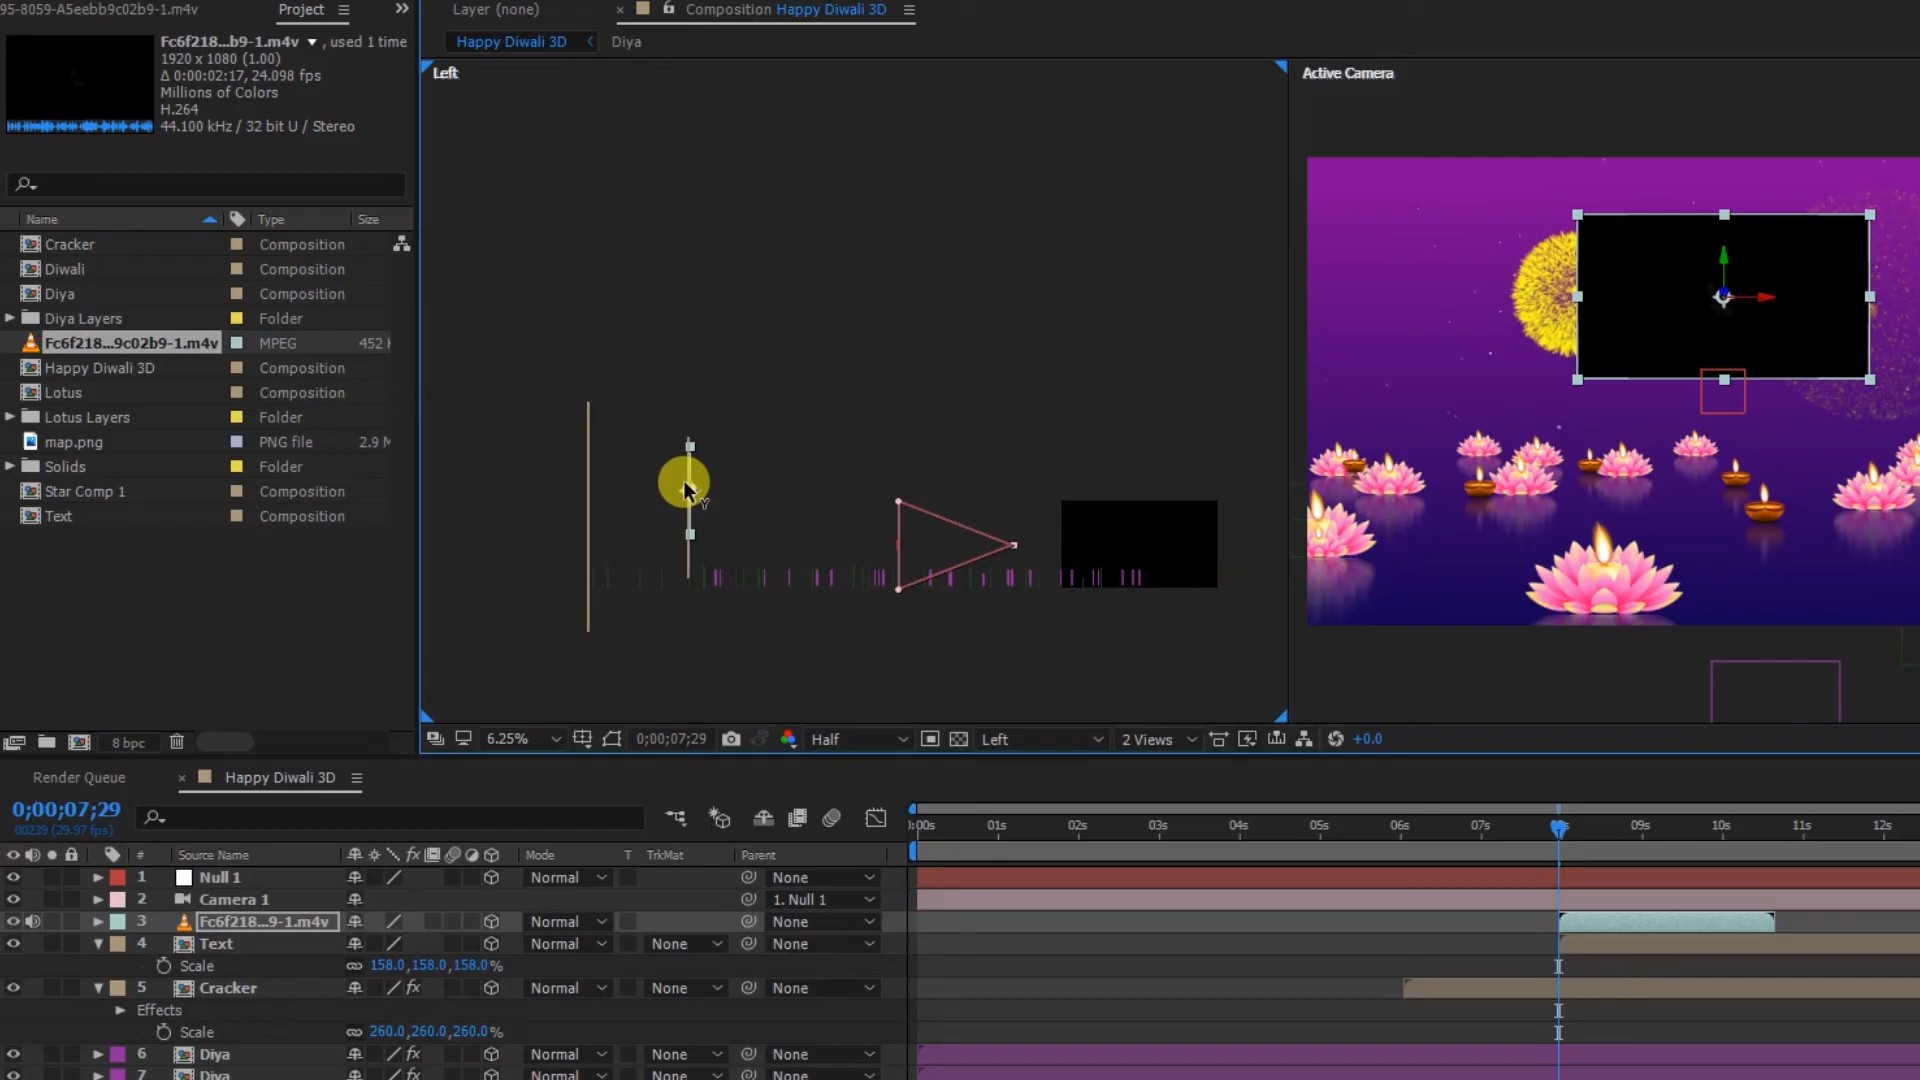 95-8059-A5eebb9c02b9-1.m4v
Project
Layer (none)
Composition Happy Diwali 3D
Happy Diwali 3D
Diya
Fc6f218...b9-1.m4v , used 1 time
1920 x 1080 (1.00)
Δ 0:00:02:17, 24.098 fps
Millions of Colors
H.264
44.100 kHz / 32 bit U / Stereo
Left
Active Camera
Name Type Size
Cracker Composition
Diwali Composition
Diya Composition
Diya Layers Folder
Fc6f218...9c02b9-1.m4v MPEG 452
Happy Diwali 3D Composition
Lotus Composition
Lotus Layers Folder
map.png PNG file 2.9 M
Solids Folder
Star Comp 1 Composition
Text Composition
Y
8 bpc
6.25% 0;00;07;29 Half Left 2 Views +0.0
Render Queue
Happy Diwali 3D
0;00;07;29
00239 (29.97 fps)
0:00s 01s 02s 03s 04s 05s 06s 07s 09s 10s 11s 12s
# Source Name fx Mode T TrkMat Parent
1 Null 1 Normal None
2 Camera 1 1. Null 1
3 Fc6f218...9-1.m4v Normal None
4 Text Normal None None
Scale 158.0,158.0,158.0%
5 Cracker fx Normal None None
Effects
Scale 260.0,260.0,260.0%
6 Diya fx Normal None None
7 Diya fx Normal None None